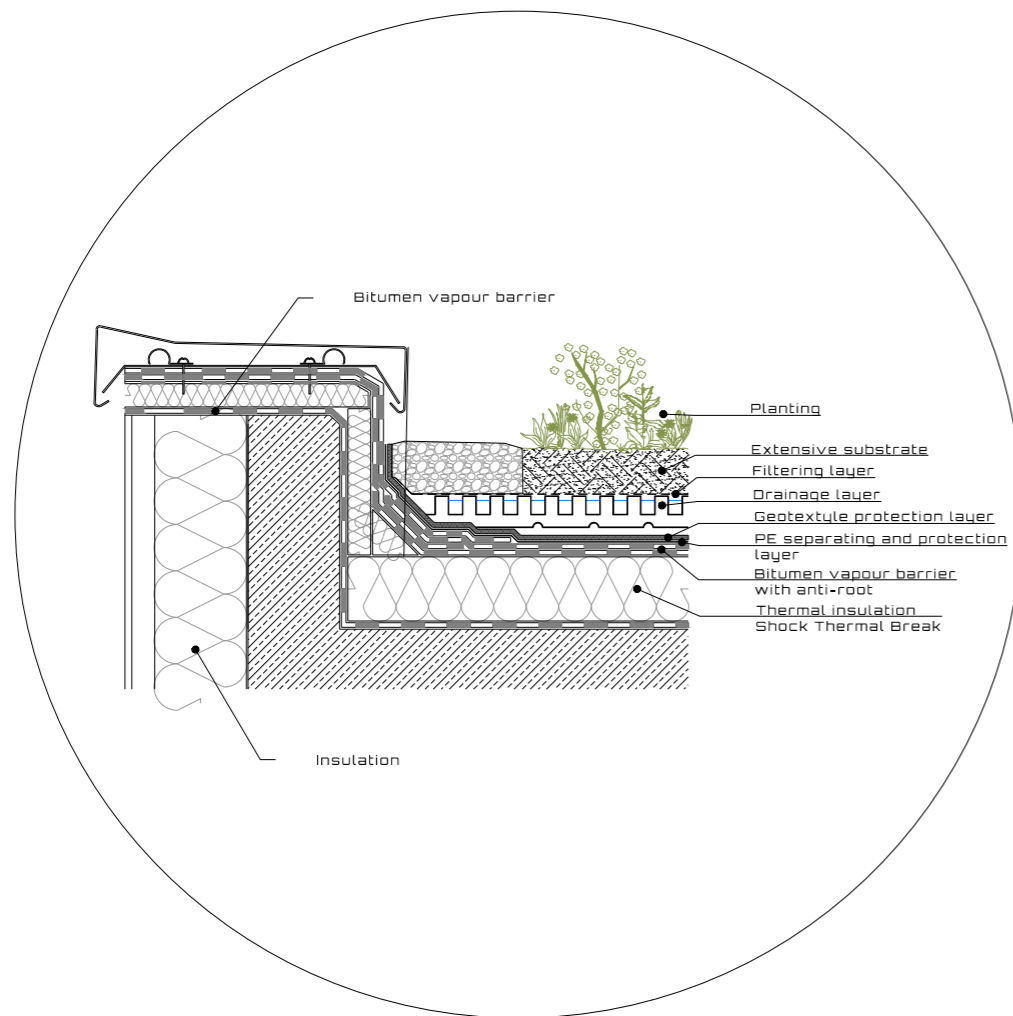 Bitumen vapour barrier
Planting
Extensive substrate
Filtering layer
Drainage layer
Geotextyle protection layer
PE separating and protection
layer
Bitumen vapour barrier
with anti-root
Thermal insulation
Shock Thermal Break
Insulation